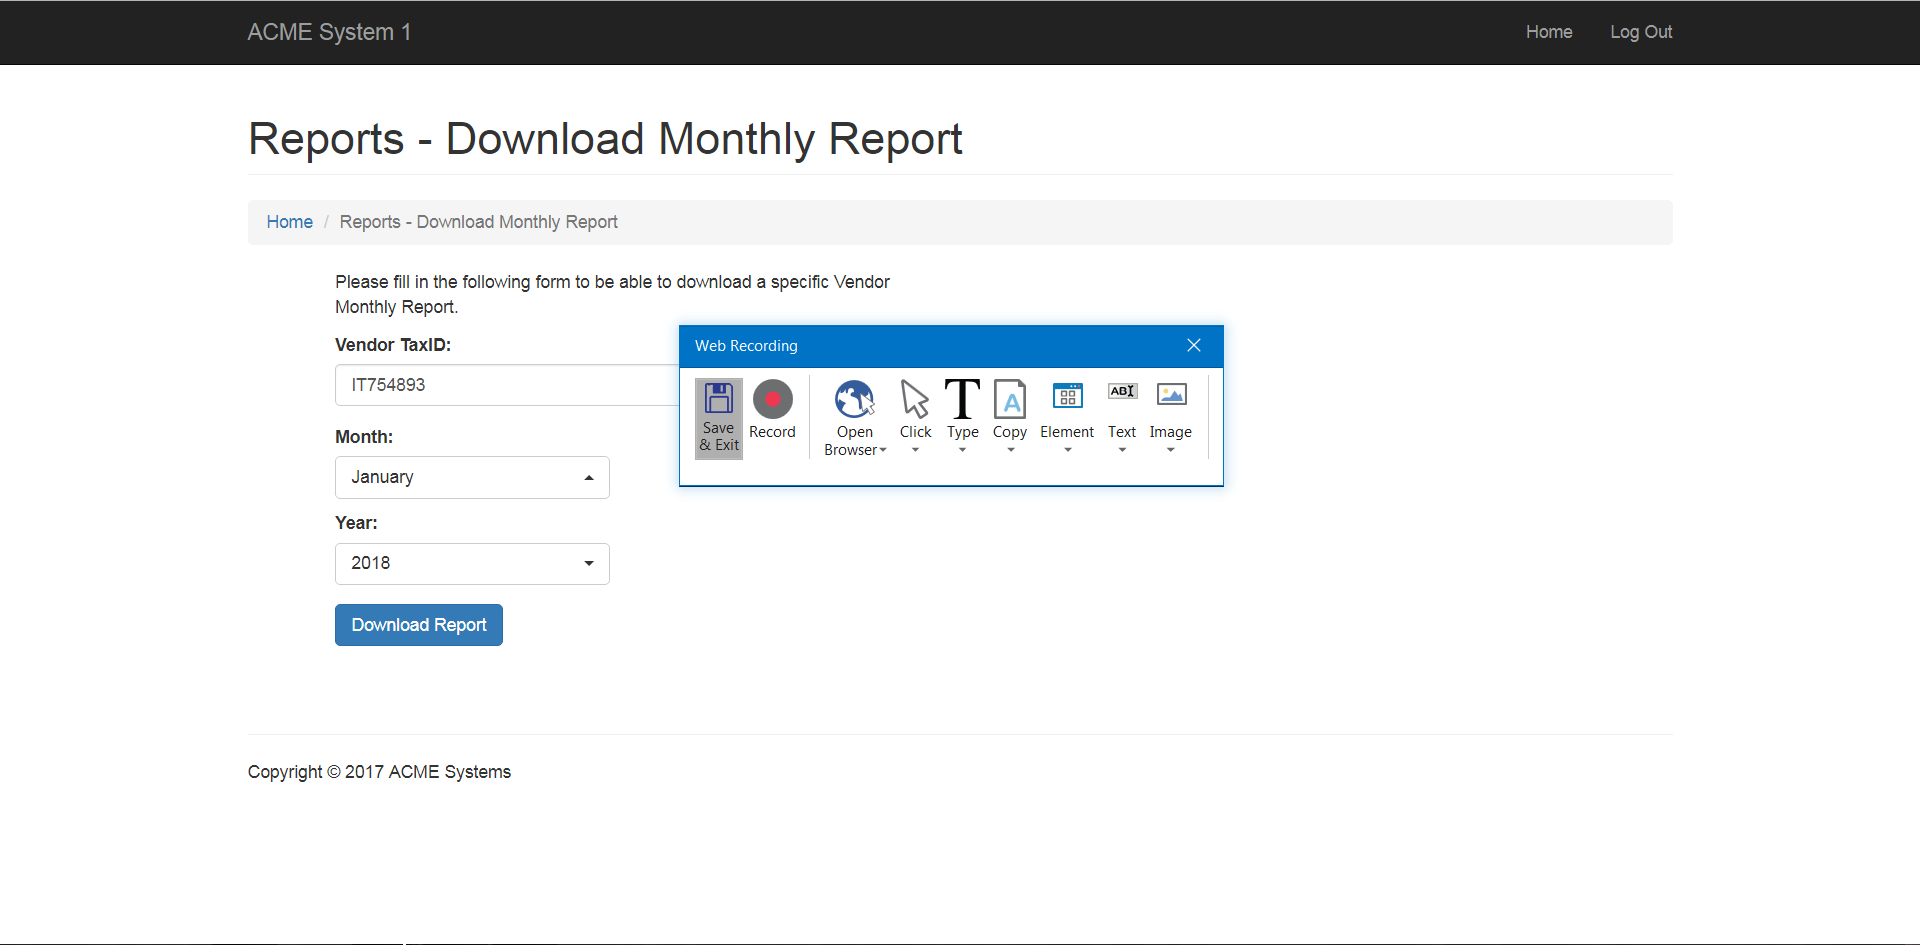 ACME System 1
Home
Log Out
Reports - Download Monthly Report
Home / Reports - Download Monthly Report
Please fill in the following form to be able to download a specific Vendor
Monthly Report.
Vendor TaxID:
IT754893
Month:
January
Year:
2018
Download Report
Web Recording
Save
& Exit
Record
Open
Browser
Click
Type
Copy
Element
Text
Image
Copyright © 2017 ACME Systems